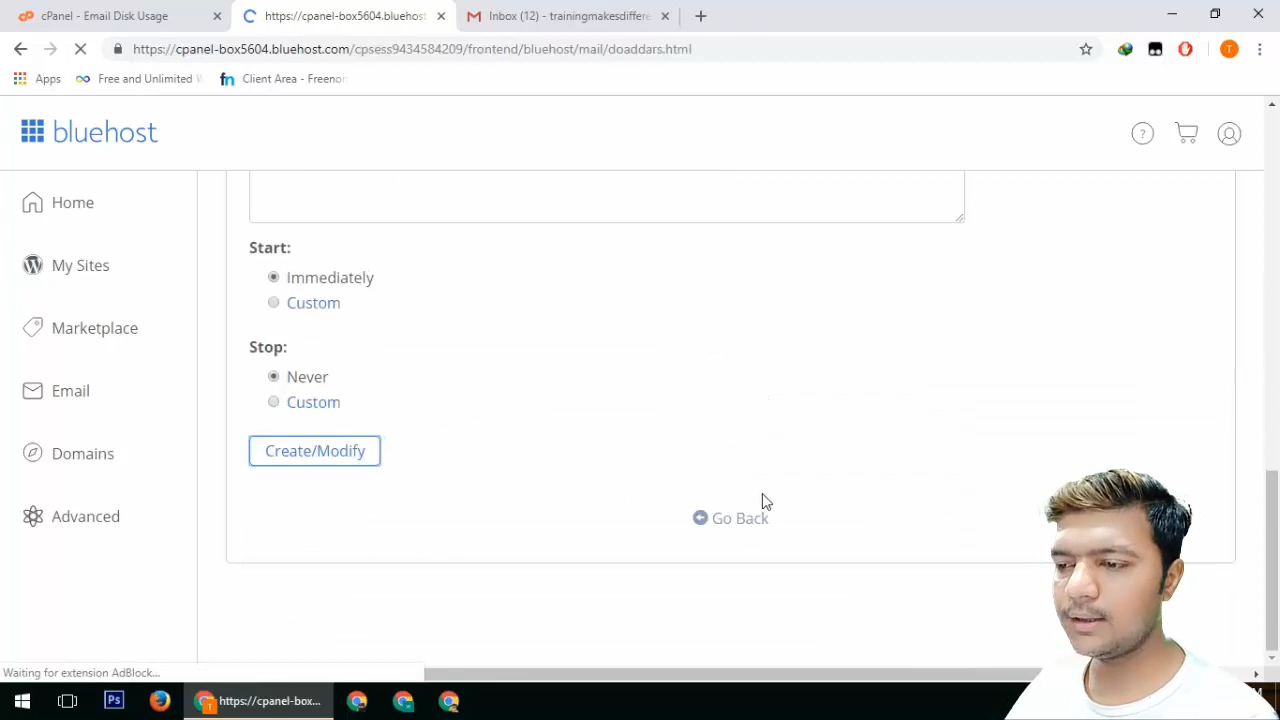 cPanel - Email Disk Usage
https://cpanel-box5604.bluehost
Inbox (12) - trainingmakesdiffere
https://cpanel-box5604.bluehost.com/cpsess9434584209/frontend/bluehost/mail/doaddars.html
T
Apps
Free and Unlimited
Client Area - Freenom
bluehost
?
Home
My Sites
Marketplace
Email
Domains
Advanced
Start:
Immediately
Custom
Stop:
Never
Custom
Create/Modify
Go Back
Waiting for extension AdBlock...
Ps
https://cpanel-box...